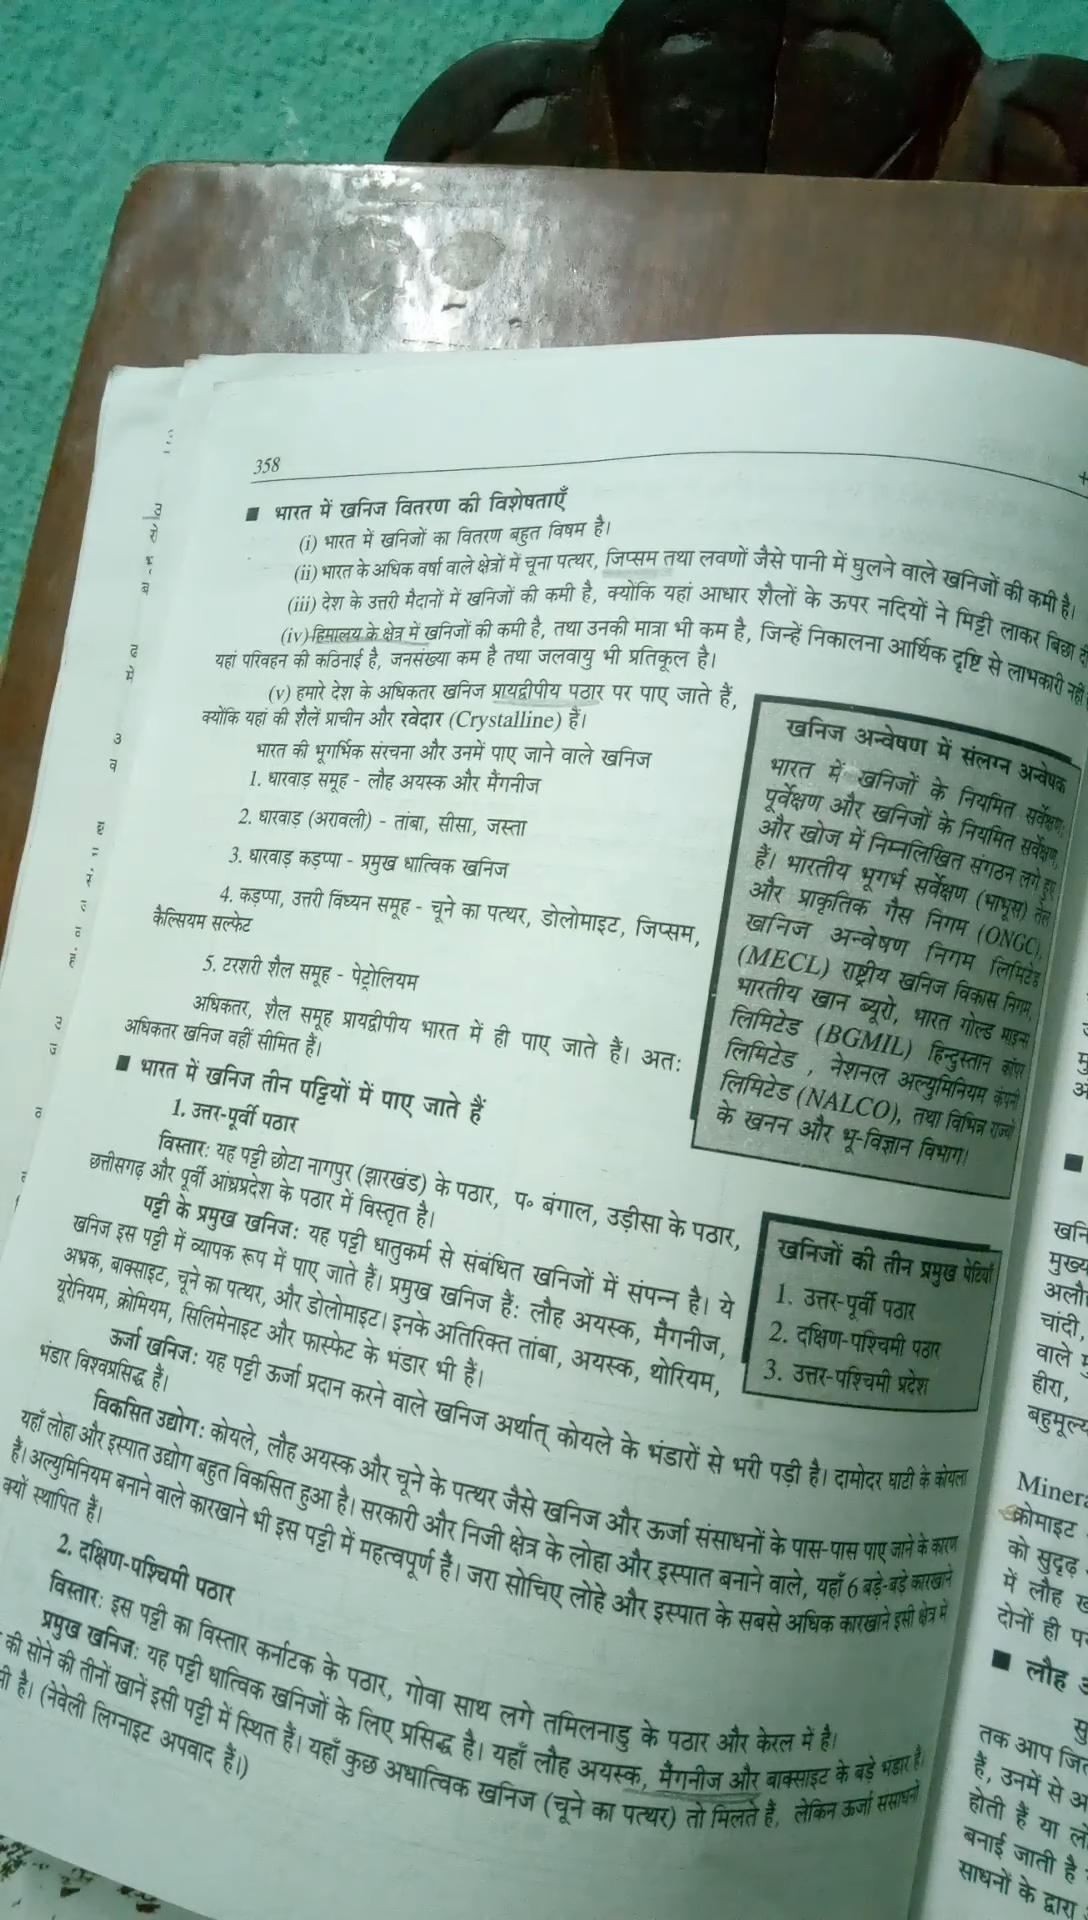 358
■ भारत में खनिज वितरण की विशेषताएँ
(i) भारत में खनिजों का वितरण बहुत विषम है।
(ii) भारत के अधिक वर्षा वाले क्षेत्रों में चूना पत्थर, जिप्सम तथा लवणों जैसे पानी में घुलने वाले खनिजों की कमी है।
(iii) देश के उत्तरी मैदानों में खनिजों की कमी है, क्योंकि यहां आधार शैलों के ऊपर नदियों ने मिट्टी लाकर बिछा दी
(iv) हिमालय के क्षेत्र में खनिजों की कमी है, तथा उनकी मात्रा भी कम है, जिन्हें निकालना आर्थिक दृष्टि से लाभकारी नहीं
यहां परिवहन की कठिनाई है, जनसंख्या कम है तथा जलवायु भी प्रतिकूल है।
(v) हमारे देश के अधिकतर खनिज प्रायद्वीपीय पठार पर पाए जाते हैं,
क्योंकि यहां की शैलें प्राचीन और रवेदार (Crystalline) हैं।
भारत की भूगर्भिक संरचना और उनमें पाए जाने वाले खनिज
1. धारवाड़ समूह - लौह अयस्क और मैंगनीज
2. धारवाड़ (अरावली) - तांबा, सीसा, जस्ता
3. धारवाड़ कड़प्पा - प्रमुख धात्विक खनिज
4. कड़प्पा, उत्तरी विंध्यन समूह - चूने का पत्थर, डोलोमाइट, जिप्सम,
कैल्सियम सल्फेट
5. टरशरी शैल समूह - पेट्रोलियम
अधिकतर, शैल समूह प्रायद्वीपीय भारत में ही पाए जाते हैं। अतः
अधिकतर खनिज वहीं सीमित हैं।
खनिज अन्वेषण में संलग्न अन्वेषक
भारत में खनिजों के नियमित सर्वेक्षण,
पूर्वेक्षण और खनिजों के नियमित सर्वेक्षण,
और खोज में निम्नलिखित संगठन लगे हुए
हैं। भारतीय भूगर्भ सर्वेक्षण (भाभूस) तेल
और प्राकृतिक गैस निगम (ONGC),
खनिज अन्वेषण निगम लिमिटेड
(MECL) राष्ट्रीय खनिज विकास निगम,
भारतीय खान ब्यूरो, भारत गोल्ड माइन्स
लिमिटेड (BGMIL) हिन्दुस्तान कॉपर
लिमिटेड , नेशनल अल्युमिनियम कंपनी
लिमिटेड (NALCO), तथा विभिन्न राज्यों
के खनन और भू-विज्ञान विभाग।
■ भारत में खनिज तीन पट्टियों में पाए जाते हैं
1. उत्तर-पूर्वी पठार
विस्तार: यह पट्टी छोटा नागपुर (झारखंड) के पठार, प० बंगाल, उड़ीसा के पठार,
छत्तीसगढ़ और पूर्वी आंध्रप्रदेश के पठार में विस्तृत है।
पट्टी के प्रमुख खनिज: यह पट्टी धातुकर्म से संबंधित खनिजों में संपन्न है। ये
खनिज इस पट्टी में व्यापक रूप में पाए जाते हैं। प्रमुख खनिज हैं: लौह अयस्क, मैंगनीज,
अभ्रक, बाक्साइट, चूने का पत्थर, और डोलोमाइट। इनके अतिरिक्त तांबा, अयस्क, थोरियम,
यूरेनियम, क्रोमियम, सिलिमेनाइट और फास्फेट के भंडार भी हैं।
खनिजों की तीन प्रमुख पेटियाँ
1. उत्तर-पूर्वी पठार
2. दक्षिण-पश्चिमी पठार
3. उत्तर-पश्चिमी प्रदेश
ऊर्जा खनिज: यह पट्टी ऊर्जा प्रदान करने वाले खनिज अर्थात् कोयले के भंडारों से भरी पड़ी है। दामोदर घाटी के कोयला
भंडार विश्वप्रसिद्ध हैं।
विकसित उद्योग: कोयले, लौह अयस्क और चूने के पत्थर जैसे खनिज और ऊर्जा संसाधनों के पास-पास पाए जाने के कारण
यहाँ लोहा और इस्पात उद्योग बहुत विकसित हुआ है। सरकारी और निजी क्षेत्र के लोहा और इस्पात बनाने वाले, यहाँ 6 बड़े-बड़े कारखाने
हैं। अल्युमिनियम बनाने वाले कारखाने भी इस पट्टी में महत्वपूर्ण हैं। जरा सोचिए लोहे और इस्पात के सबसे अधिक कारखाने इसी क्षेत्र में
क्यों स्थापित हैं।
2. दक्षिण-पश्चिमी पठार
विस्तार: इस पट्टी का विस्तार कर्नाटक के पठार, गोवा साथ लगे तमिलनाडु के पठार और केरल में है।
प्रमुख खनिज: यह पट्टी धात्विक खनिजों के लिए प्रसिद्ध है। यहाँ लौह अयस्क, मैंगनीज और बाक्साइट के बड़े भंडार हैं।
की सोने की तीनों खानें इसी पट्टी में स्थित हैं। यहाँ कुछ अधात्विक खनिज (चूने का पत्थर) तो मिलते हैं, लेकिन ऊर्जा संसाधनों
है। (नेवेली लिग्नाइट अपवाद हैं।)
खनि
मुख्य
अलौ
चांदी,
वाले
हीरा,
बहुमूल्य
Minera
क्रोमाइट
को सुदृढ़
में लौह
दोनों ही
■ लौह
तक आप
हैं, उनमें से
होती हैं या
बनाई जाती है
साधनों के द्वारा